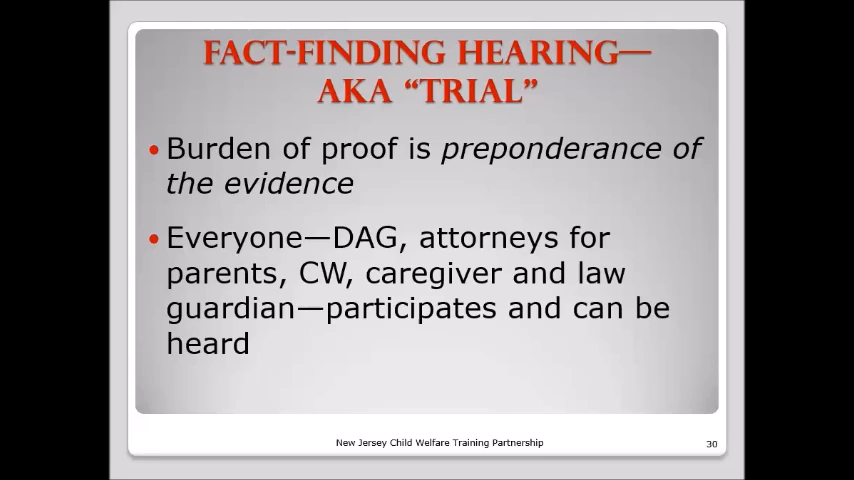 FACT-FINDING HEARING—
AKA “TRIAL”
• Burden of proof is preponderance of
the evidence
• Everyone—DAG, attorneys for
parents, CW, caregiver and law
guardian—participates and can be
heard
New Jersey Child Welfare Training Partnership
30